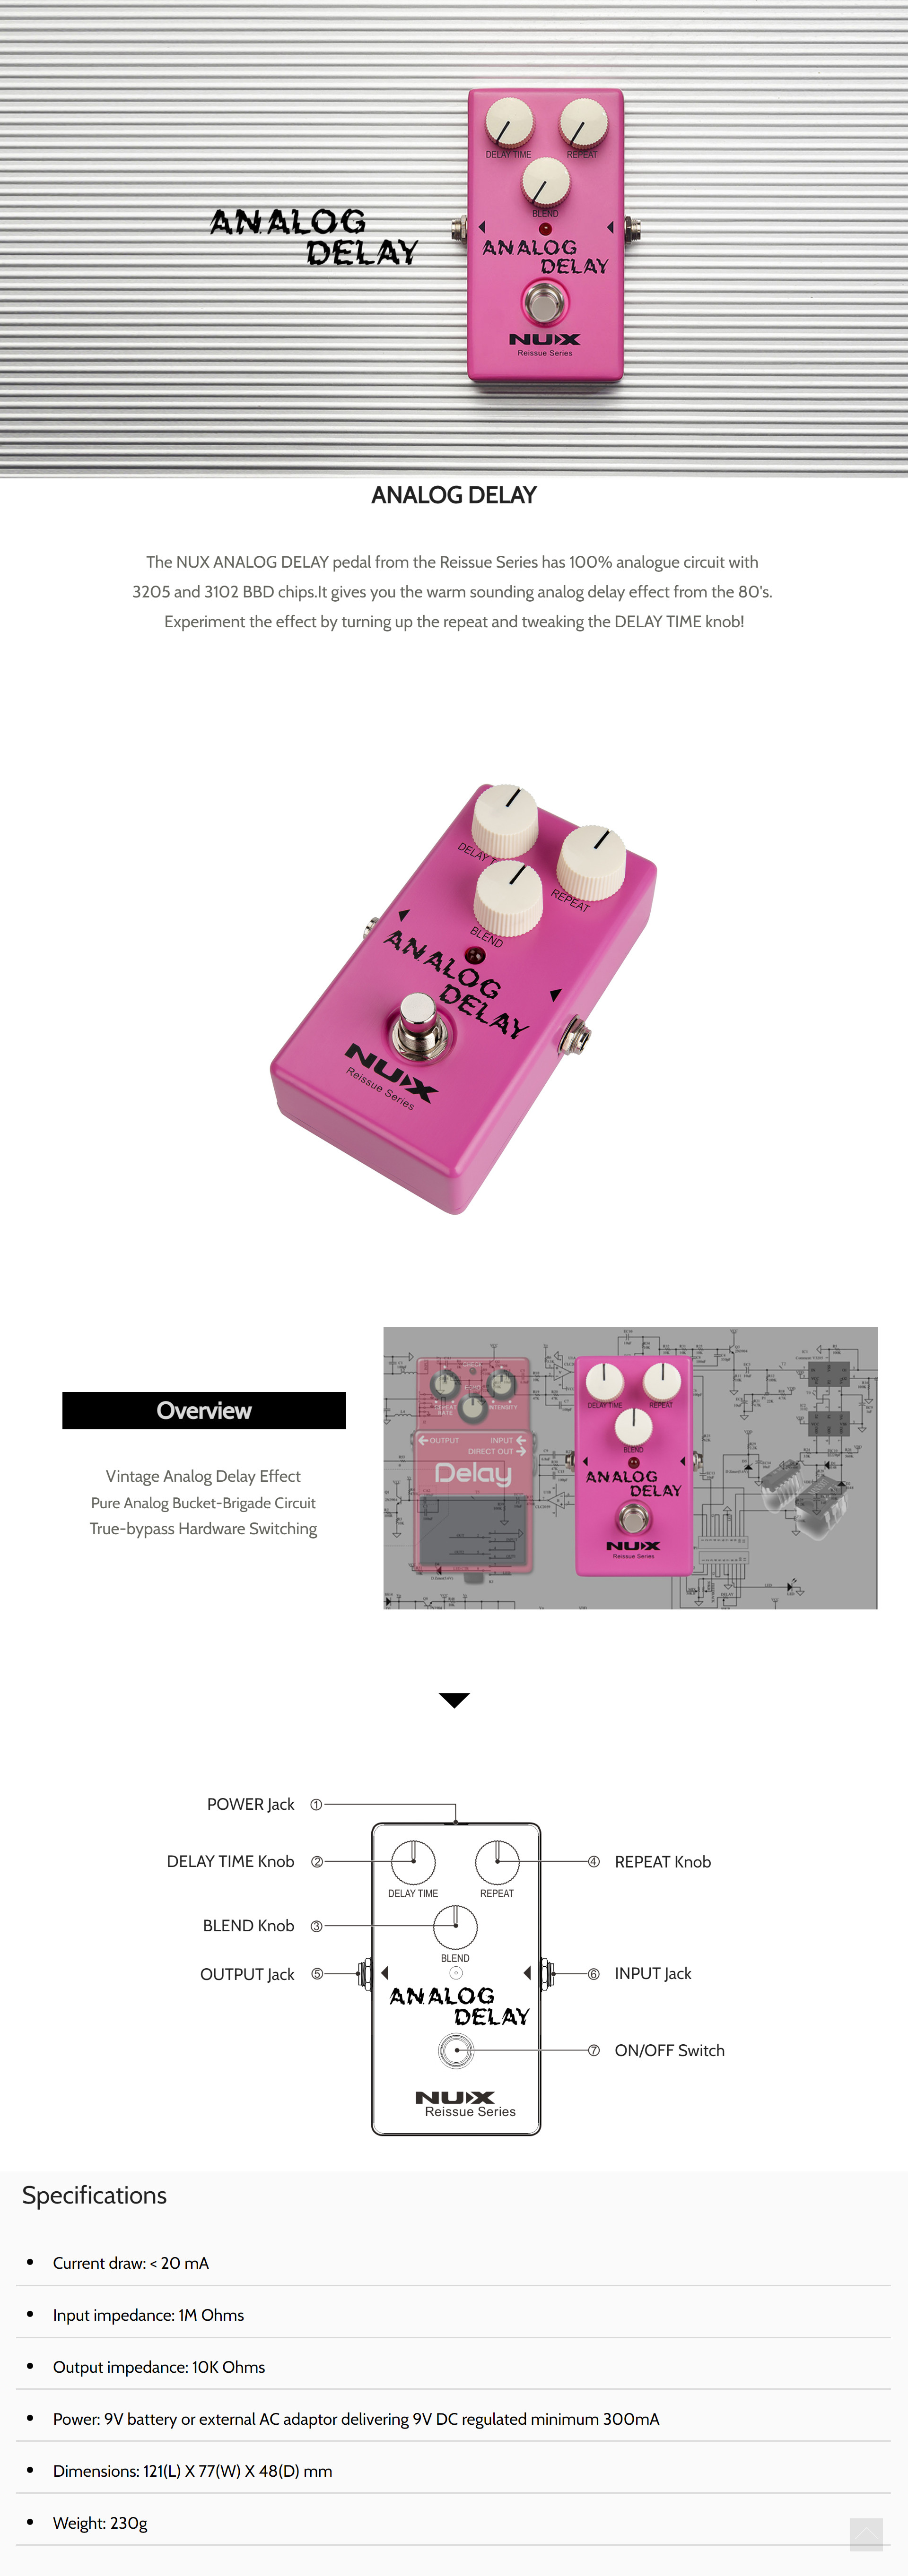 ANALOG
DELAY
DELAY TIME
REPEAT
BLEND
ANALOG
DELAY
NUX
Reissue Series
ANALOG DELAY
The NUX ANALOG DELAY pedal from the Reissue Series has 100% analogue circuit with
3205 and 3102 BBD chips.It gives you the warm sounding analog delay effect from the 80's.
Experiment the effect by turning up the repeat and tweaking the DELAY TIME knob!
DELAY T
REPEAT
BLEND
ANALOG
DELAY
NUX
Reissue Series
Overview
Vintage Analog Delay Effect
Pure Analog Bucket-Brigade Circuit
True-bypass Hardware Switching
CHECK
ECHO
INTENSITY
OUTPUT
INPUT
DIRECT OUT
Delay
DELAY TIME
REPEAT
BLEND
ANALOG
DELAY
NUX
Reissue Series
POWER Jack ①
DELAY TIME Knob ②
④ REPEAT Knob
DELAY TIME
REPEAT
BLEND Knob ③
BLEND
OUTPUT Jack ⑤
⑥ INPUT Jack
ANALOG
DELAY
⑦ ON/OFF Switch
NUX
Reissue Series
Specifications
• Current draw: < 20 mA
• Input impedance: 1M Ohms
• Output impedance: 10K Ohms
• Power: 9V battery or external AC adaptor delivering 9V DC regulated minimum 300mA
• Dimensions: 121(L) X 77(W) X 48(D) mm
• Weight: 230g